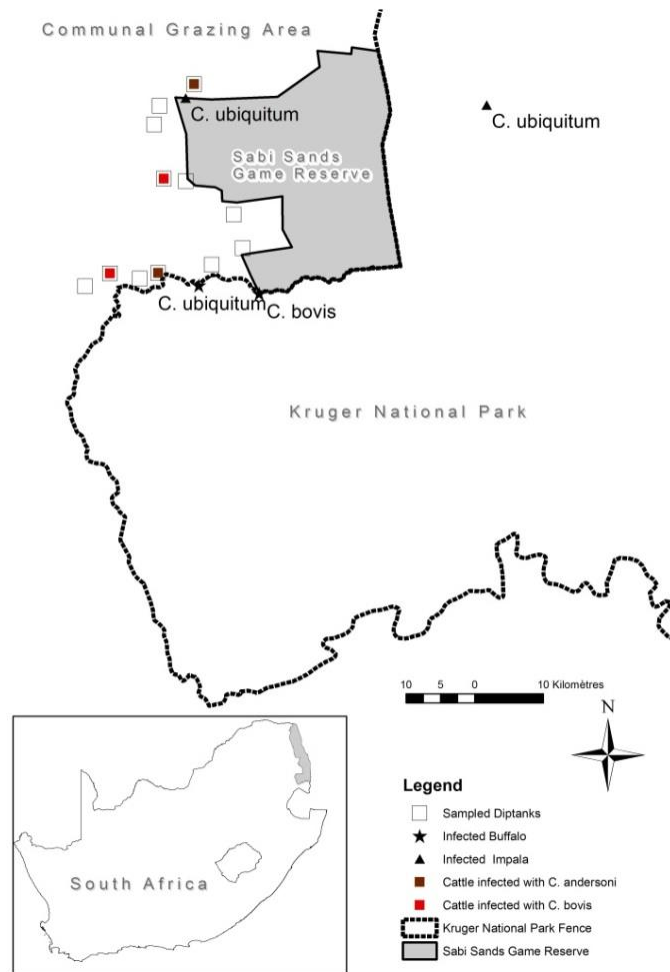 Communal Grazing Area
C. ubiquitum
C. ubiquitum
Sabi Sands
Game Reserve
C. ubiquitum
C. bovis
Kruger National Park
10 5 0 10 Kilomètres
N
Legend
Sampled Diptanks
Infected Buffalo
Infected Impala
Cattle infected with C. andersoni
Cattle infected with C. bovis
Kruger National Park Fence
Sabi Sands Game Reserve
South Africa